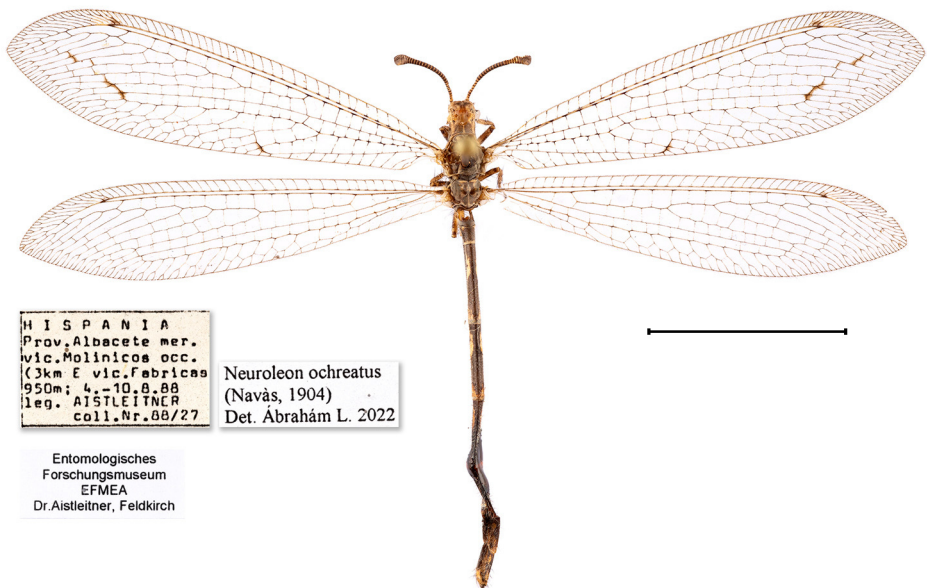 H I S P A N I A
Prov.Albacete mer.
vic.Molinicos occ.
(3km E vic.Fabricas
950m; 4.-10.8.88
leg. AISTLEITNER
coll.Nr.88/27
Neuroleon ochreatus
(Navàs, 1904)
Det. Ábrahám L. 2022
Entomologisches
Forschungsmuseum
EFMEA
Dr.Aistleitner, Feldkirch